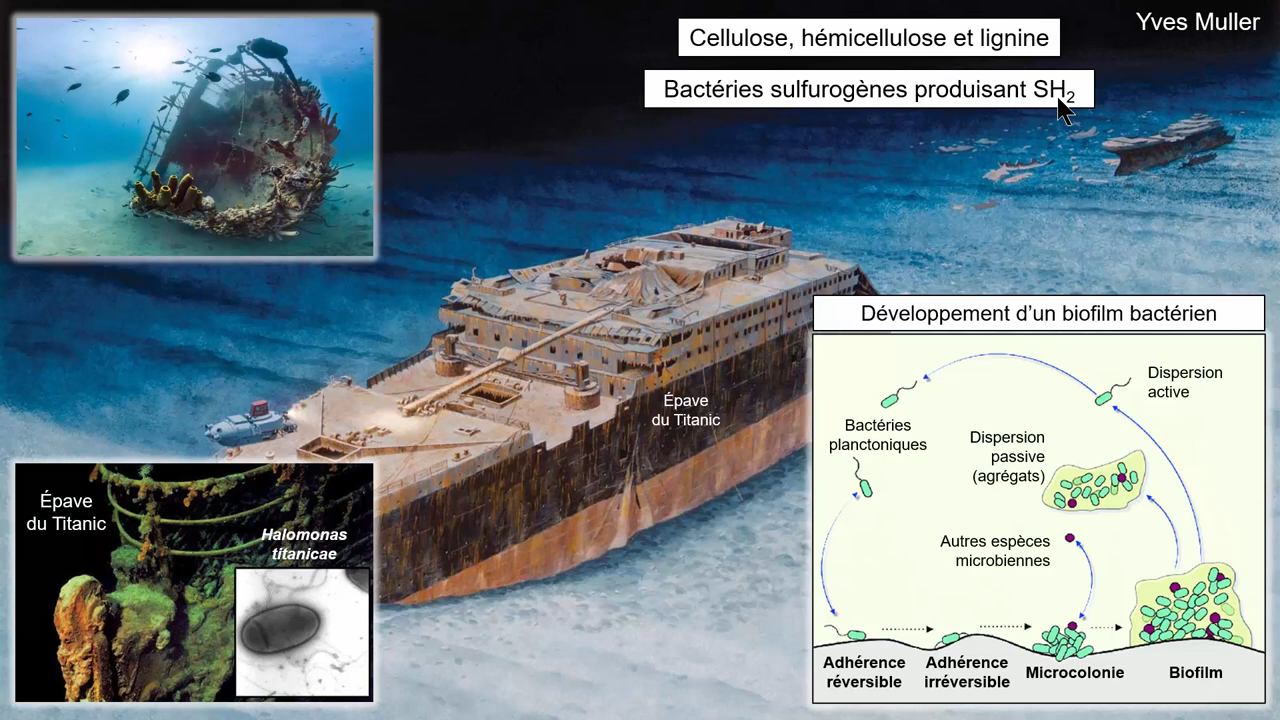 Yves Muller
Cellulose, hémicellulose et lignine
Bactéries sulfurogènes produisant SH₂
Épave
du Titanic
Épave
du Titanic
Halomonas
titanicae
Développement d’un biofilm bactérien
Dispersion
active
Bactéries
planctoniques
Dispersion
passive
(agrégats)
Autres espèces
microbiennes
Adhérence
réversible
Adhérence
irréversible
Microcolonie
Biofilm